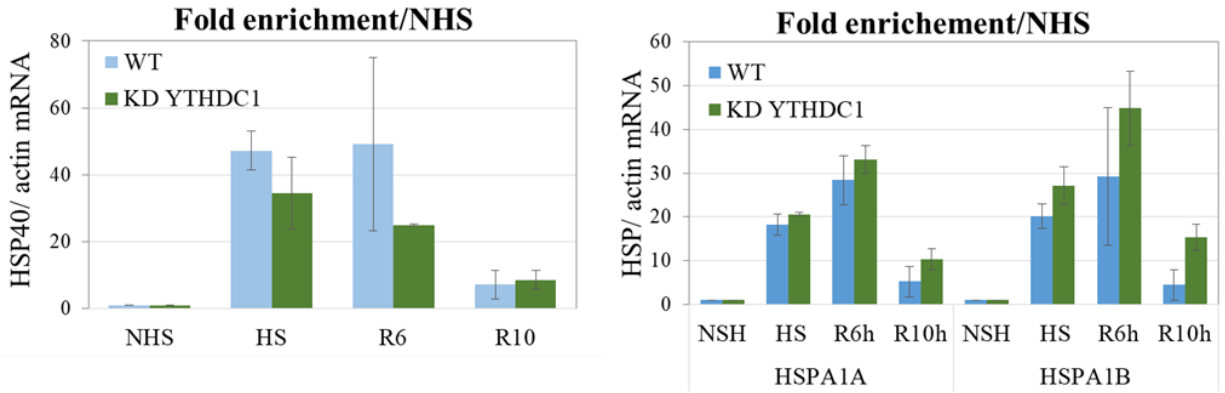 Fold enrichment/NHS
HSP40/ actin mRNA
80
60
40
20
0
WT
KD YTHDC1
NHS HS R6 R10
Fold enrichement/NHS
HSP/ actin mRNA
60
50
40
30
20
10
0
WT
KD YTHDC1
NSH HS R6h R10h NSH HS R6h R10h
HSPA1A HSPA1B